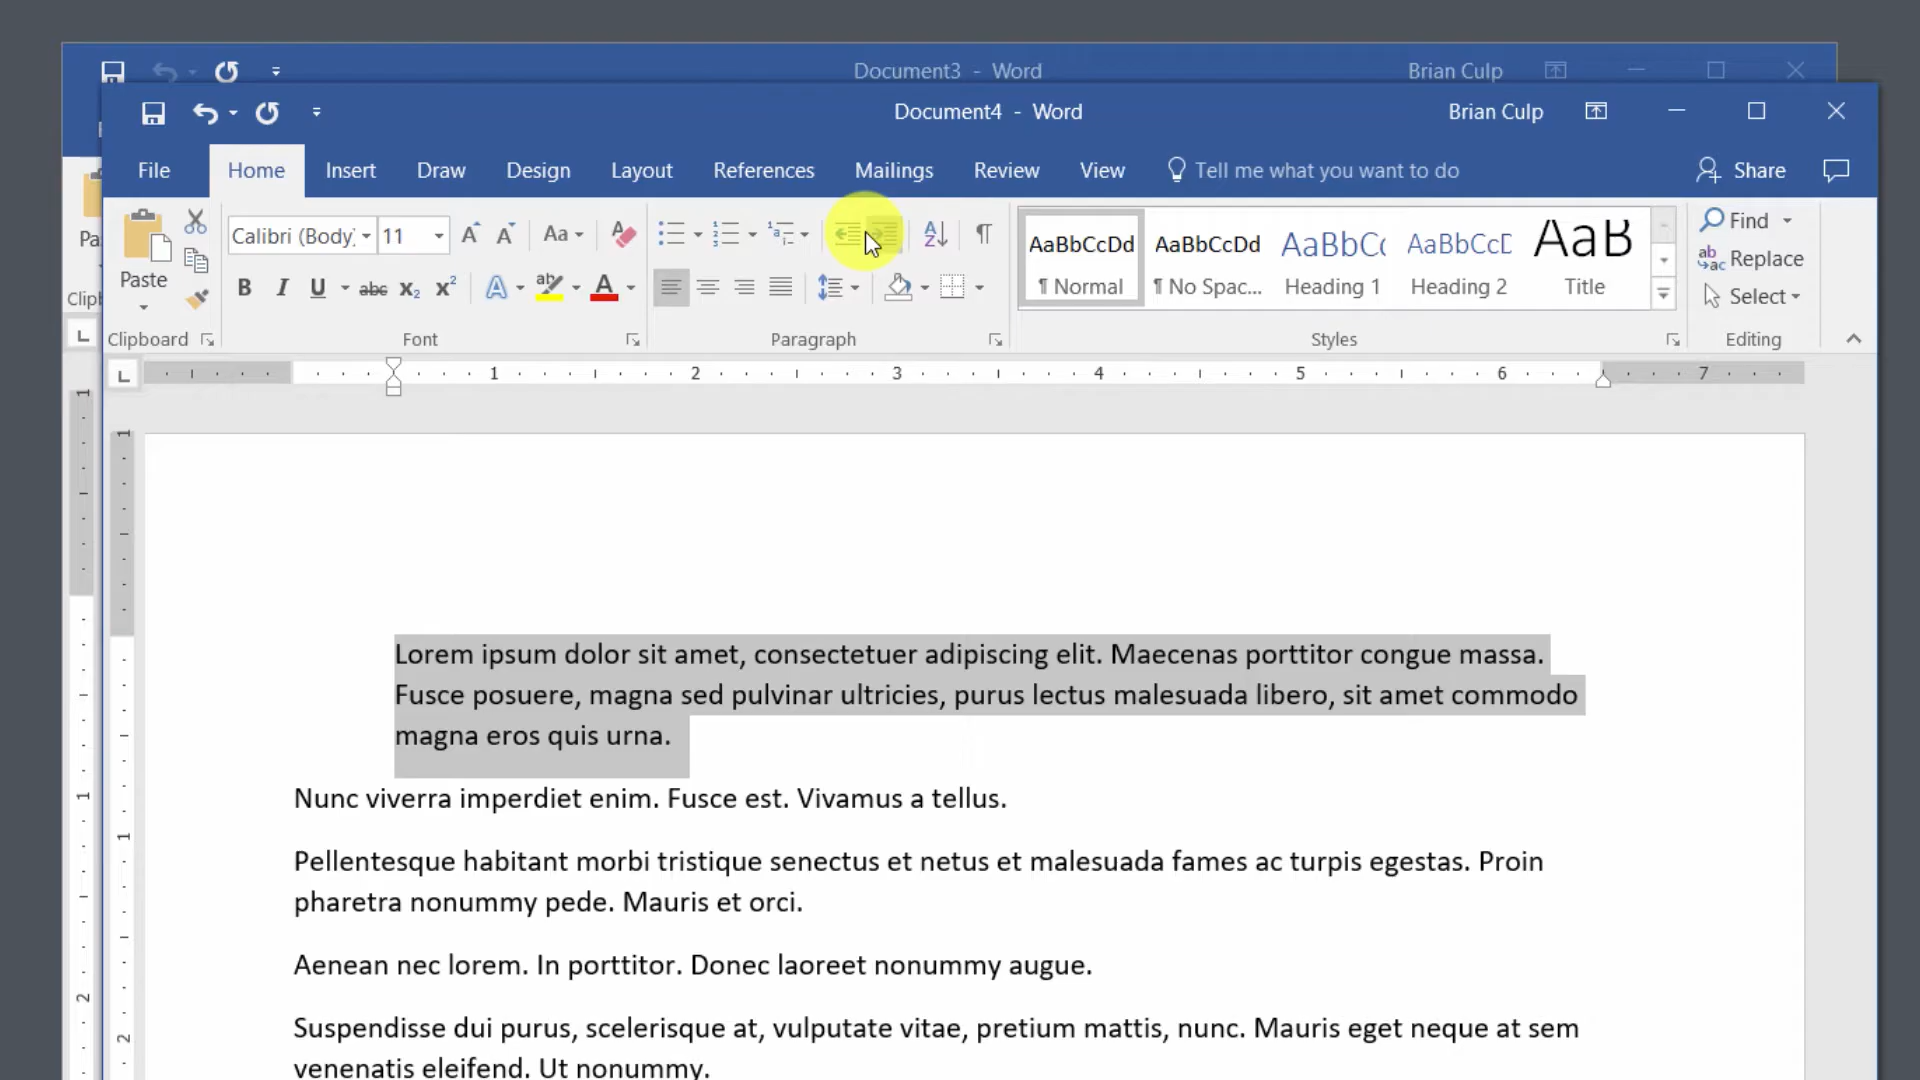 Document3 - Word
Brian Culp
Document4 - Word
Brian Culp
File
Home
Insert
Draw
Design
Layout
References
Mailings
Review
View
Tell me what you want to do
Share
Pa
Paste
Clipboard
Clipb
Calibri (Body)
11
Aa
B I U abc x₂ x²
A
Font
Paragraph
AaBbCcDd
¶ Normal
AaBbCcDd
¶ No Spac...
AaBbCc
Heading 1
AaBbCcD
Heading 2
AaB
Title
Styles
Find
Replace
Select
Editing
1 2 3 4 5 6 7
Lorem ipsum dolor sit amet, consectetuer adipiscing elit. Maecenas porttitor congue massa.
Fusce posuere, magna sed pulvinar ultricies, purus lectus malesuada libero, sit amet commodo
magna eros quis urna.
Nunc viverra imperdiet enim. Fusce est. Vivamus a tellus.
Pellentesque habitant morbi tristique senectus et netus et malesuada fames ac turpis egestas. Proin
pharetra nonummy pede. Mauris et orci.
Aenean nec lorem. In porttitor. Donec laoreet nonummy augue.
Suspendisse dui purus, scelerisque at, vulputate vitae, pretium mattis, nunc. Mauris eget neque at sem
venenatis eleifend. Ut nonummy.